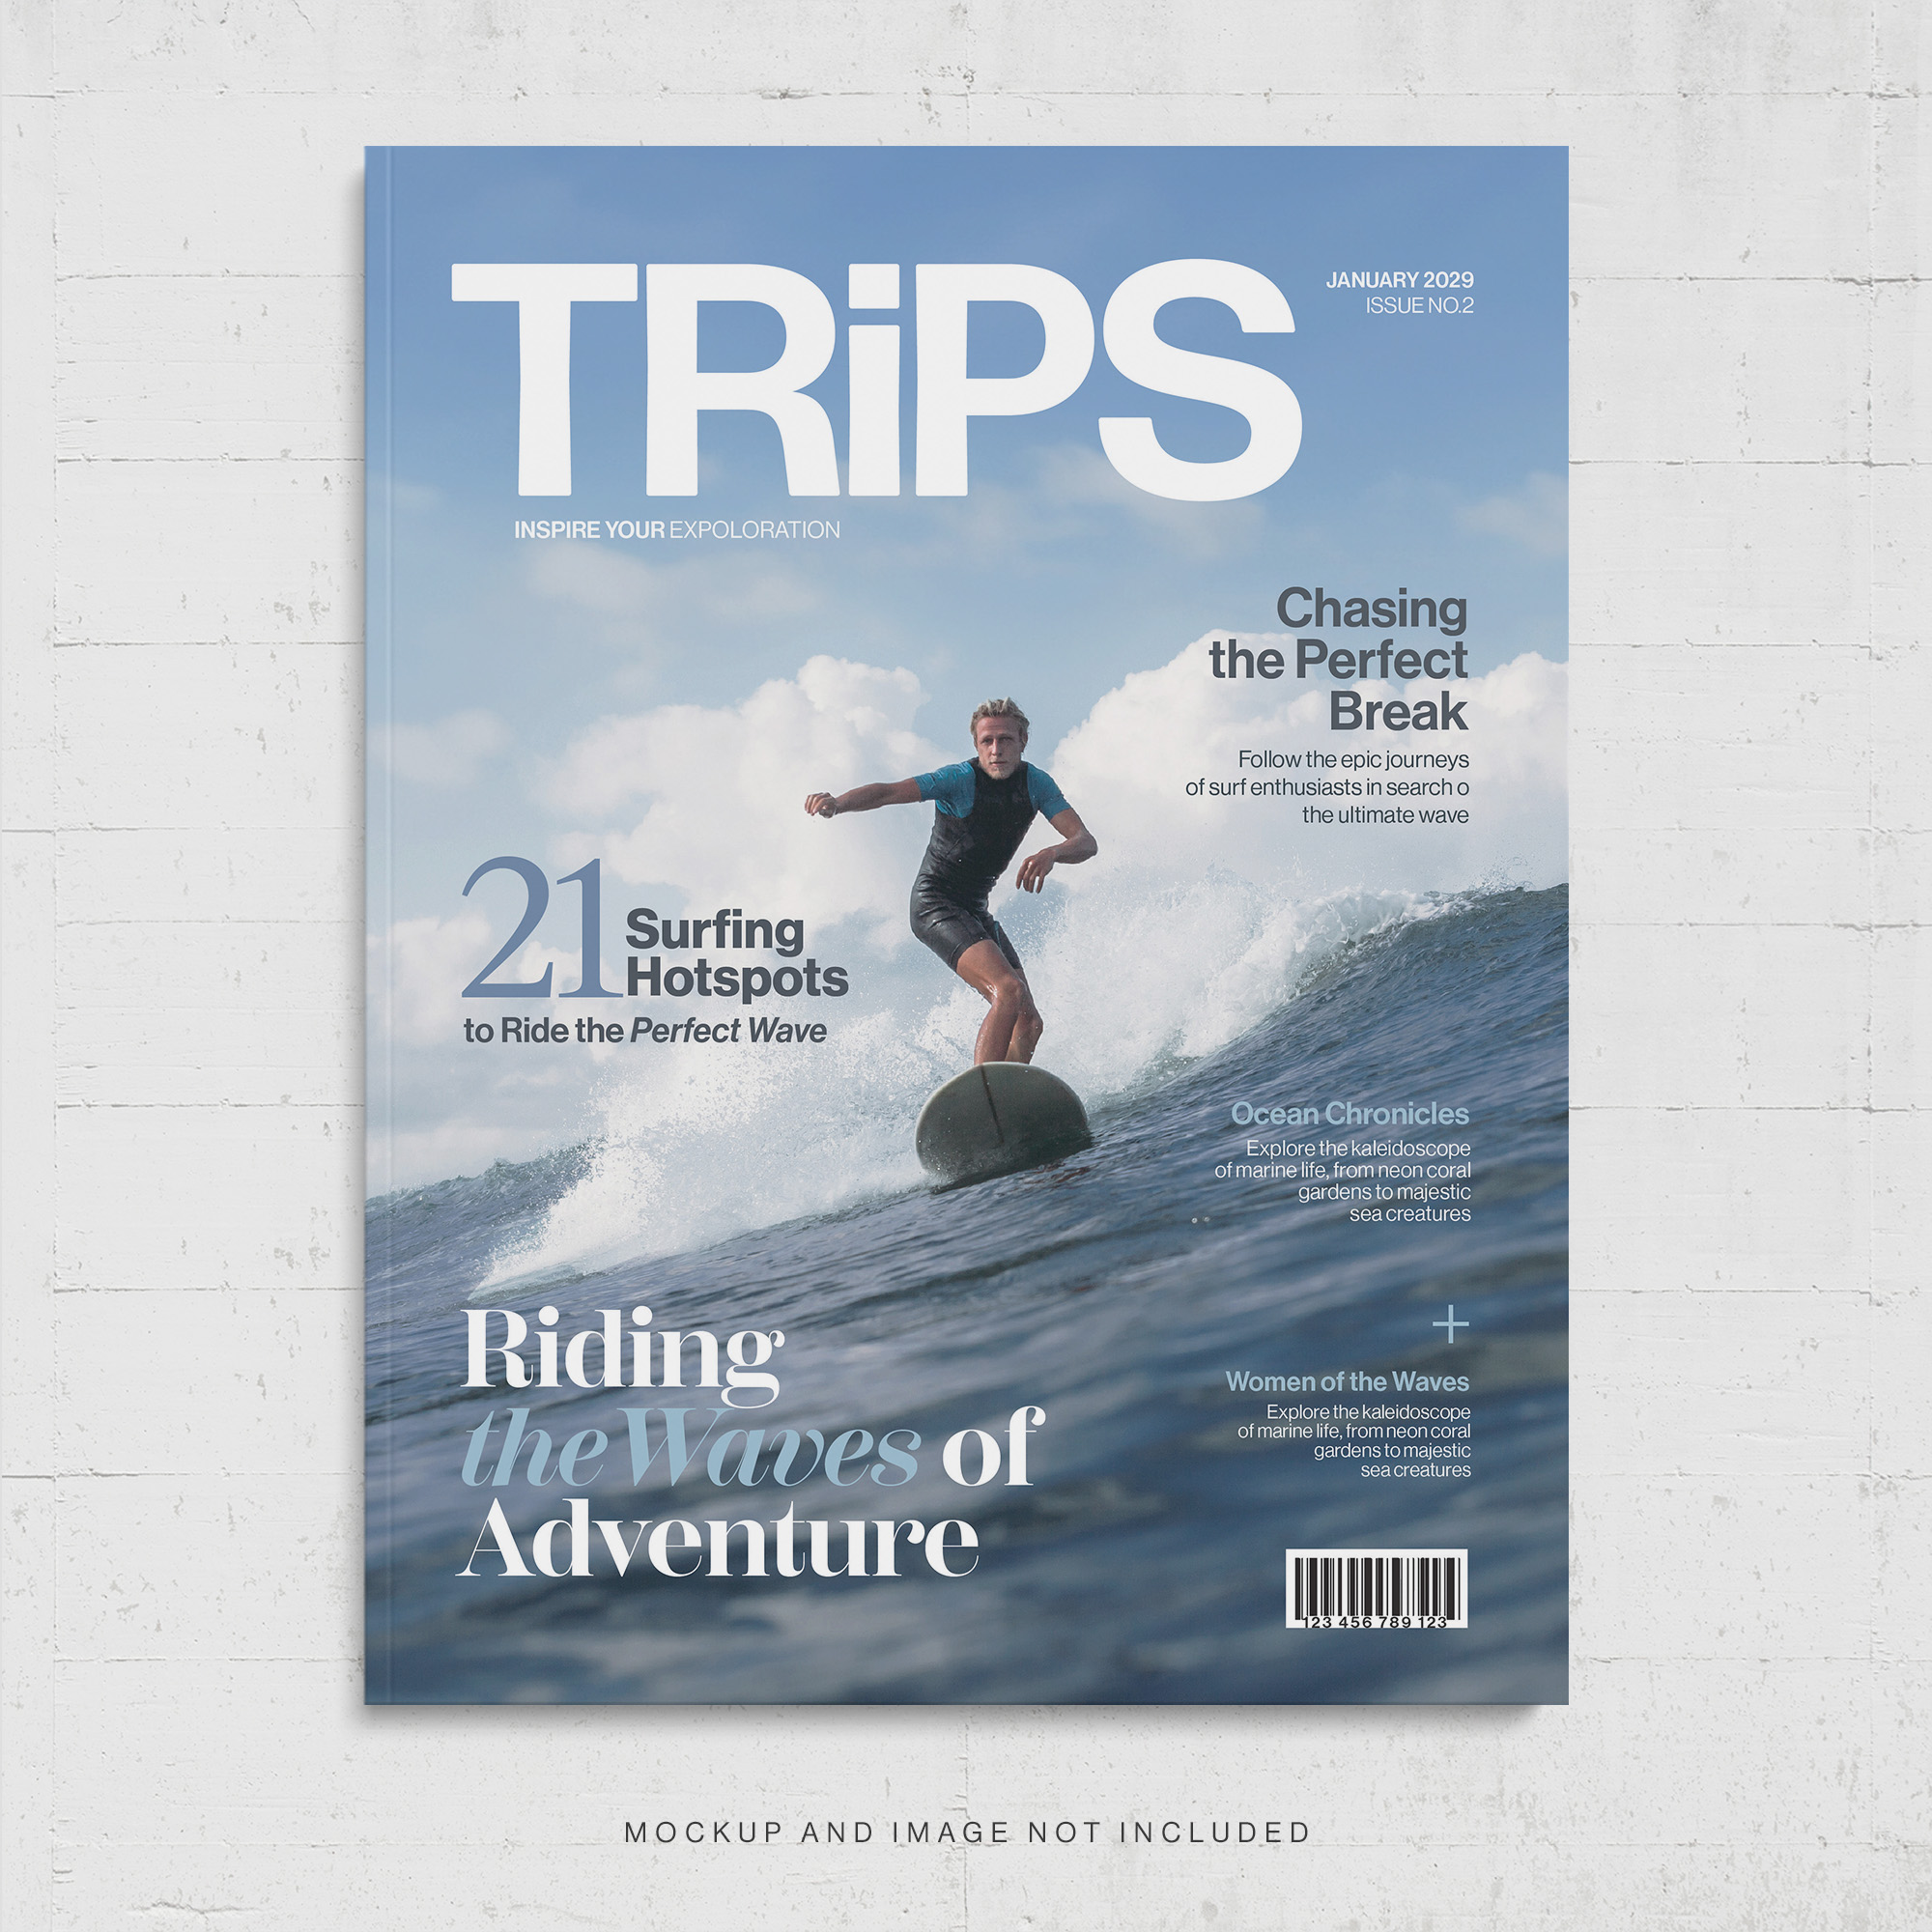 TRiPS
JANUARY 2029
ISSUE NO.2
INSPIRE YOUR EXPOLORATION
Chasing
the Perfect
Break
Follow the epic journeys
of surf enthusiasts in search o
the ultimate wave
21 Surfing
Hotspots
to Ride the Perfect Wave
Ocean Chronicles
Explore the kaleidoscope
of marine life, from neon coral
gardens to majestic
sea creatures
+
Women of the Waves
Explore the kaleidoscope
of marine life, from neon coral
gardens to majestic
sea creatures
Riding
the Waves of
Adventure
123 456 789 123
MOCKUP AND IMAGE NOT INCLUDED